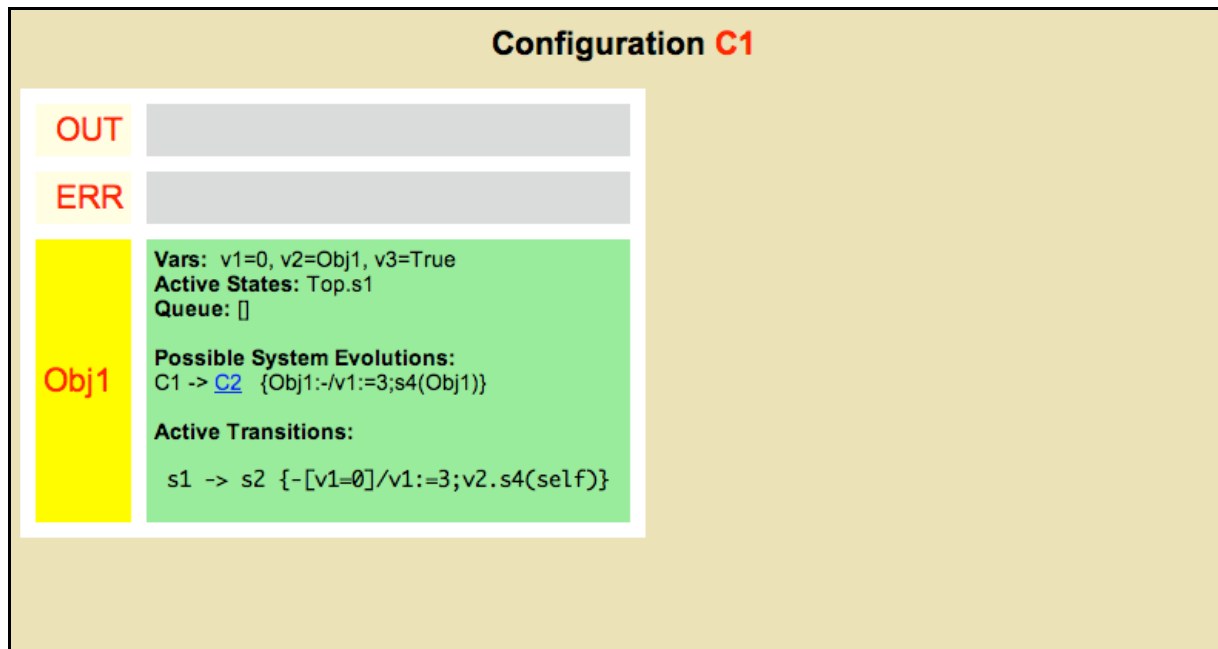 Configuration C1
OUT
ERR
Obj1
Vars: v1=0, v2=Obj1, v3=True
Active States: Top.s1
Queue: []
Possible System Evolutions:
C1 -> C2 {Obj1:-/v1:=3;s4(Obj1)}
Active Transitions:
s1 -> s2 {-[v1=0]/v1:=3;v2.s4(self)}